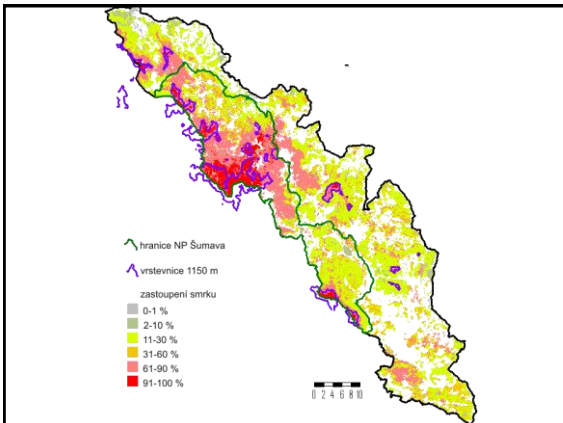 hranice NP Šumava
vrstevnice 1150 m
zastoupení smrku
0-1 %
2-10 %
11-30 %
31-60 %
61-90 %
91-100 %
0 2 4 6 8 10